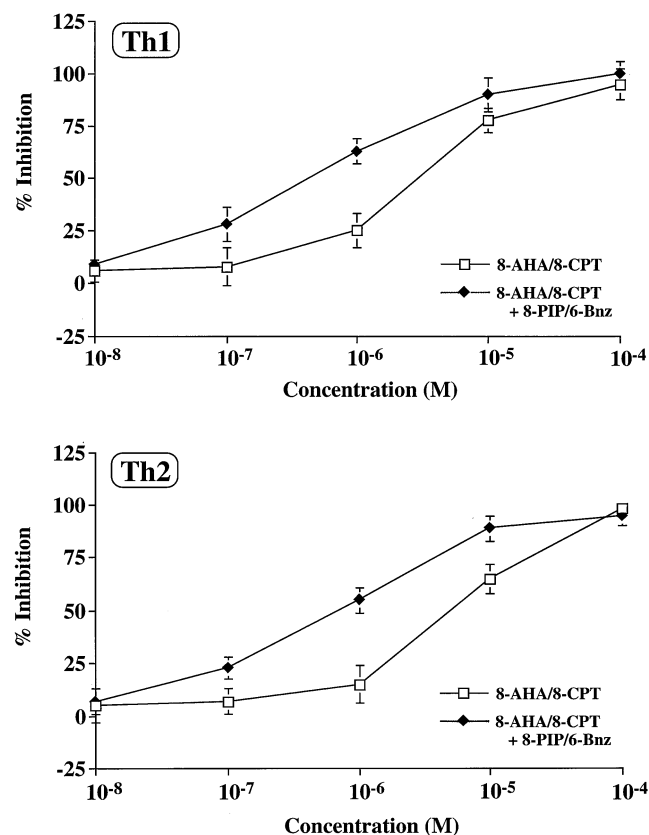 Th1
% Inhibition
125
100
75
50
25
0
-25
8-AHA/8-CPT
8-AHA/8-CPT
+ 8-PIP/6-Bnz
10-8 10-7 10-6 10-5 10-4
Concentration (M)
Th2
% Inhibition
125
100
75
50
25
0
-25
8-AHA/8-CPT
8-AHA/8-CPT
+ 8-PIP/6-Bnz
10-8 10-7 10-6 10-5 10-4
Concentration (M)